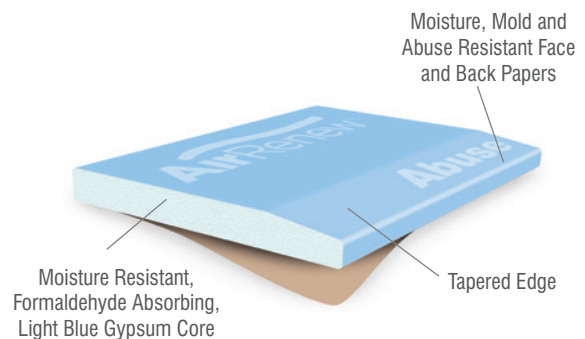 Moisture, Mold and
Abuse Resistant Face
and Back Papers
AirRenew™
Abuse
Tapered Edge
Moisture Resistant,
Formaldehyde Absorbing,
Light Blue Gypsum Core